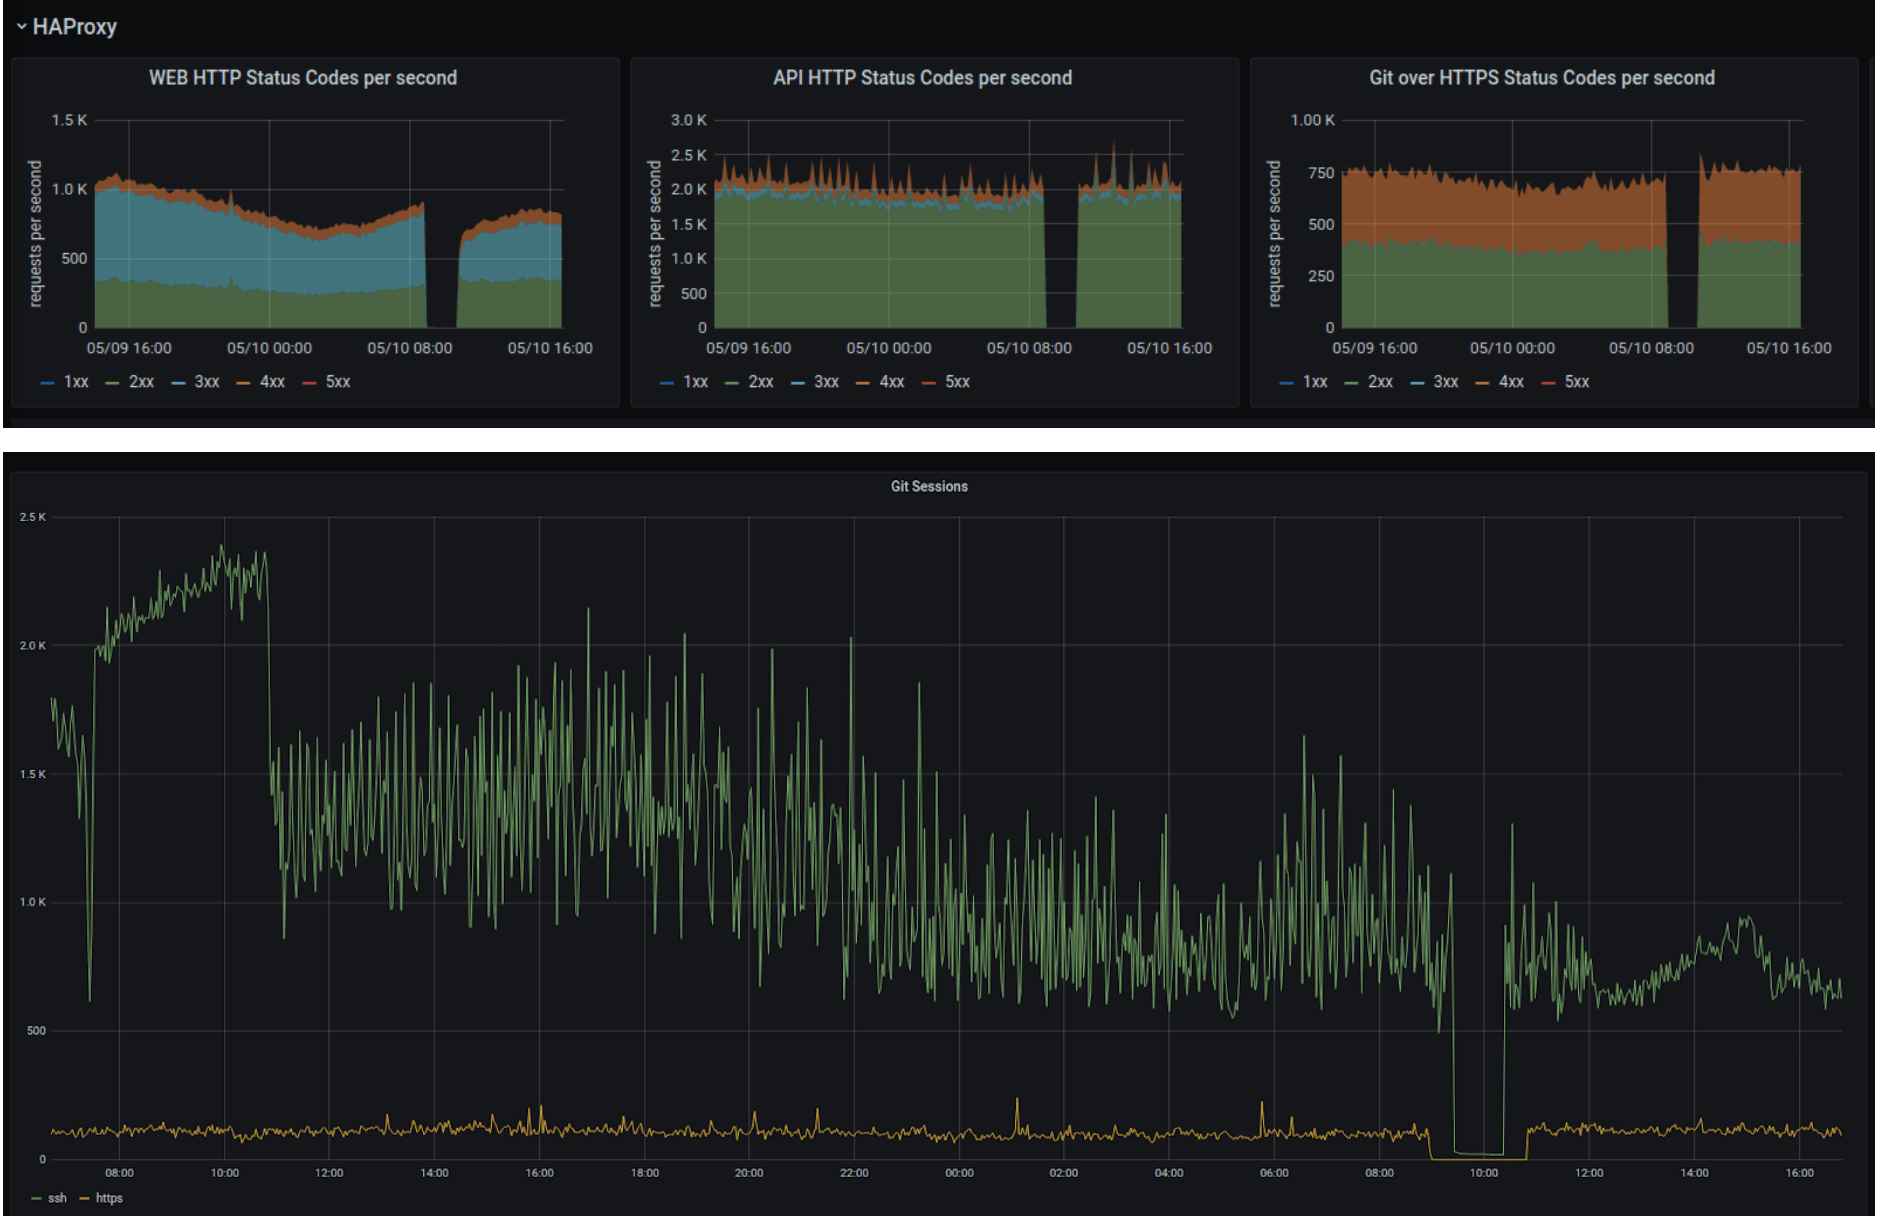 HAProxy
WEB HTTP Status Codes per second
1.5 K
1.0 K
500
0
requests per second
05/09 16:00 05/10 00:00 05/10 08:00 05/10 16:00
1xx 2xx 3xx 4xx 5xx
API HTTP Status Codes per second
3.0 K
2.5 K
2.0 K
1.5 K
1.0 K
500
0
requests per second
05/09 16:00 05/10 00:00 05/10 08:00 05/10 16:00
1xx 2xx 3xx 4xx 5xx
Git over HTTPS Status Codes per second
1.00 K
750
500
250
0
requests per second
05/09 16:00 05/10 00:00 05/10 08:00 05/10 16:00
1xx 2xx 3xx 4xx 5xx
Git Sessions
2.5 K
2.0 K
1.5 K
1.0 K
500
0
08:00 10:00 12:00 14:00 16:00 18:00 20:00 22:00 00:00 02:00 04:00 06:00 08:00 10:00 12:00 14:00 16:00
ssh https